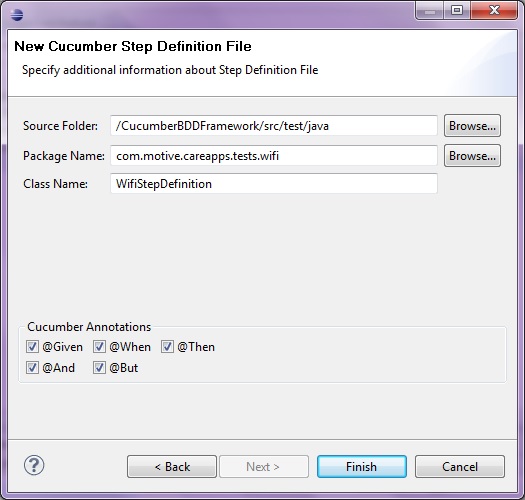 New Cucumber Step Definition File
Specify additional information about Step Definition File
Source Folder: /CucumberBDDFramework/src/test/java Browse...
Package Name: com.motive.careapps.tests.wifi Browse...
Class Name: WifiStepDefinition
Cucumber Annotations
@Given @When @Then
@And @But
? < Back Next > Finish Cancel